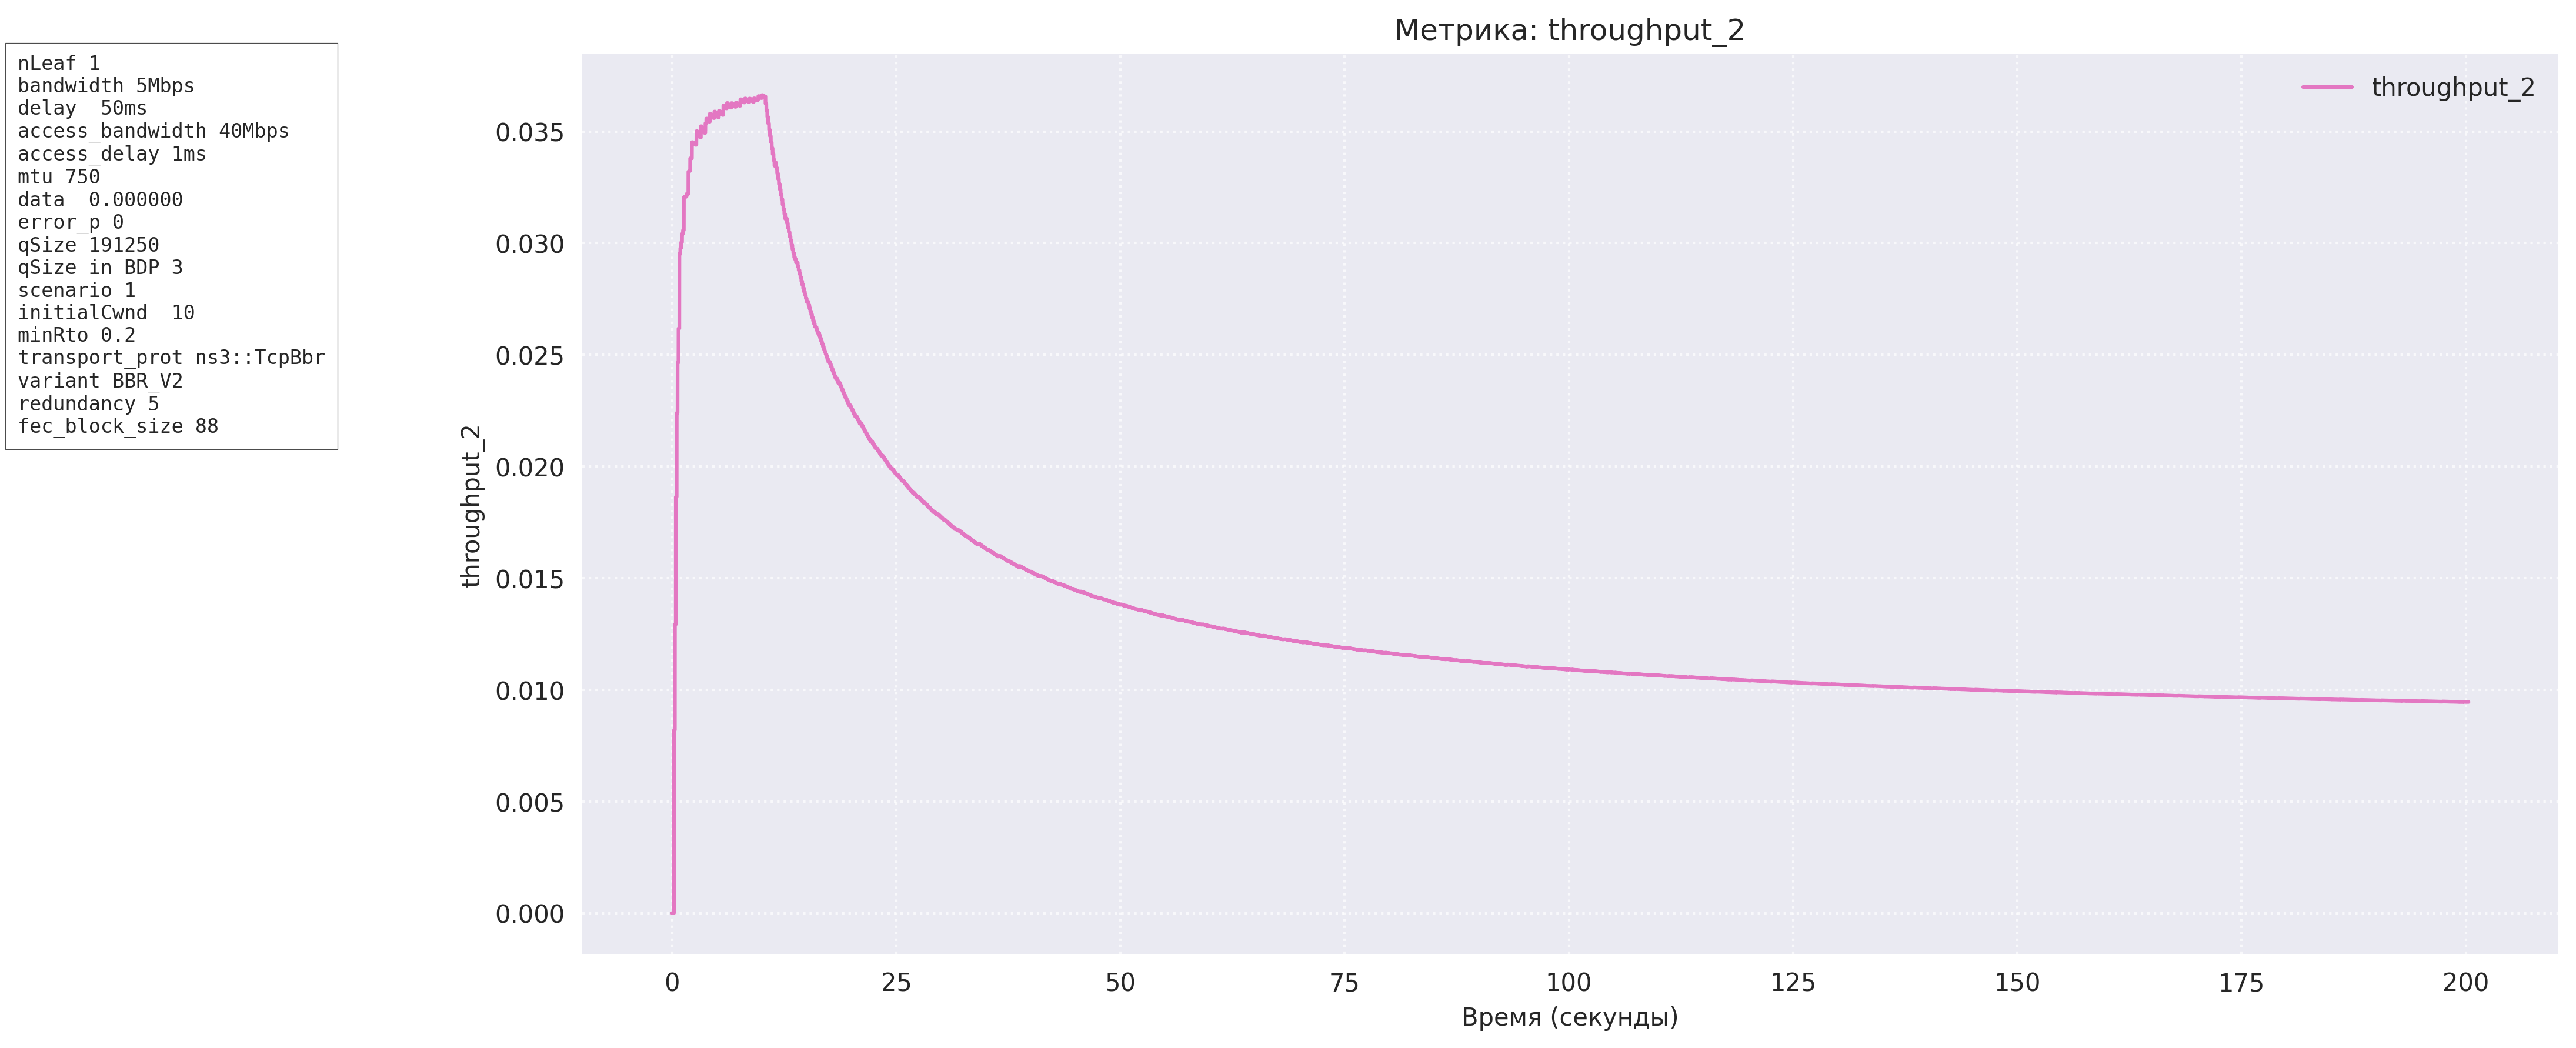 Метрика: throughput_2
nLeaf 1
bandwidth 5Mbps
delay  50ms
access_bandwidth 40Mbps
access_delay 1ms
mtu 750
data  0.000000
error_p 0
qSize 191250
qSize in BDP 3
scenario 1
initialCwnd  10
minRto 0.2
transport_prot ns3::TcpBbr
variant BBR_V2
redundancy 5
fec_block_size 88
throughput_2
throughput_2
0.035
0.030
0.025
0.020
0.015
0.010
0.005
0.000
0 25 50 75 100 125 150 175 200
Время (секунды)